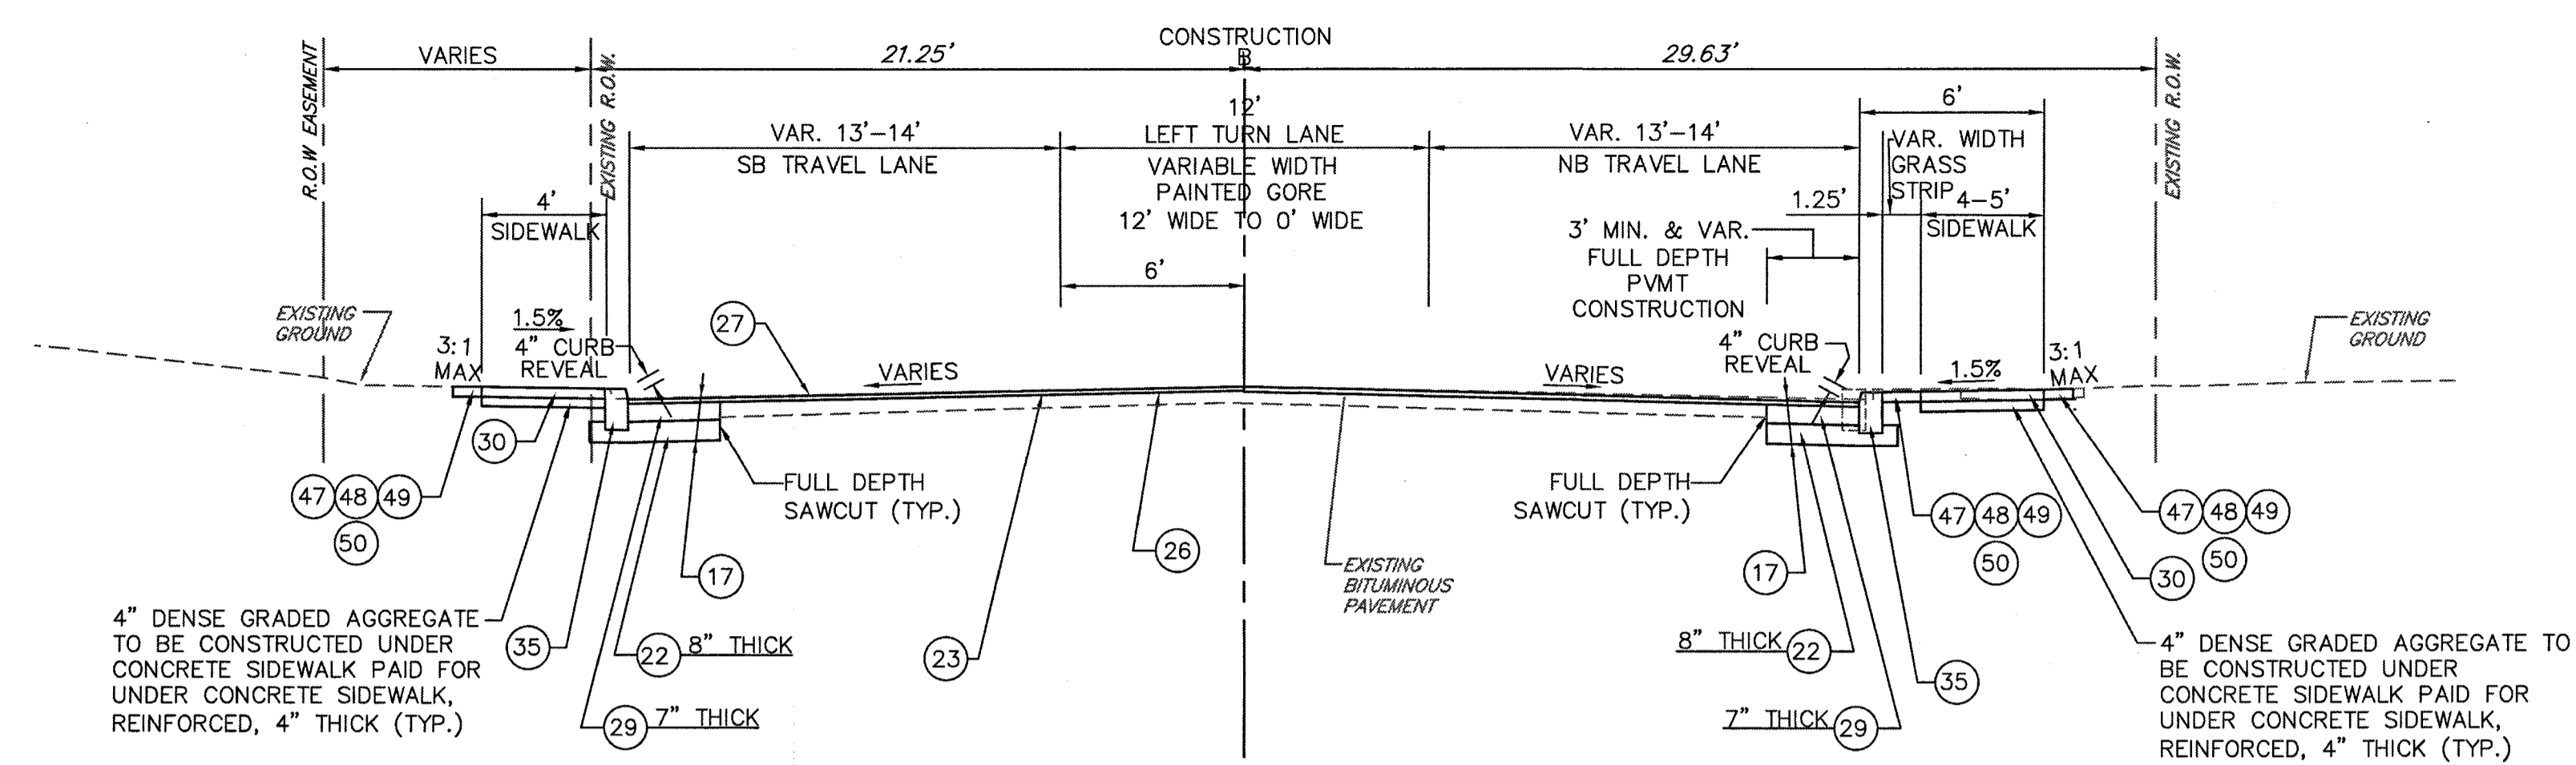 CONSTRUCTION
B
VARIES
21.25'
29.63'
R.O.W EASEMENT
EXISTING R.O.W.
EXISTING R.O.W.
VAR. 13'-14'
SB TRAVEL LANE
12'
LEFT TURN LANE
VARIABLE WIDTH
PAINTED GORE
12' WIDE TO 0' WIDE
VAR. 13'-14'
NB TRAVEL LANE
6'
VAR. WIDTH
GRASS
STRIP
4'
SIDEWALK
6'
1.25'
4-5'
SIDEWALK
3' MIN. & VAR.
FULL DEPTH
PVMT
CONSTRUCTION
EXISTING
GROUND
3:1
MAX
1.5%
4" CURB
REVEAL
27
VARIES
VARIES
4" CURB
REVEAL
1.5%
3:1
MAX
EXISTING
GROUND
30
47 48 49
50
FULL DEPTH
SAWCUT (TYP.)
17
26
EXISTING
BITUMINOUS
PAVEMENT
FULL DEPTH
SAWCUT (TYP.)
17
47 48 49
50
47 48 49
50
30
4" DENSE GRADED AGGREGATE
TO BE CONSTRUCTED UNDER
CONCRETE SIDEWALK PAID FOR
UNDER CONCRETE SIDEWALK,
REINFORCED, 4" THICK (TYP.)
35
22 8" THICK
29 7" THICK
23
8" THICK 22
7" THICK 29
35
4" DENSE GRADED AGGREGATE TO
BE CONSTRUCTED UNDER
CONCRETE SIDEWALK PAID FOR
UNDER CONCRETE SIDEWALK,
REINFORCED, 4" THICK (TYP.)